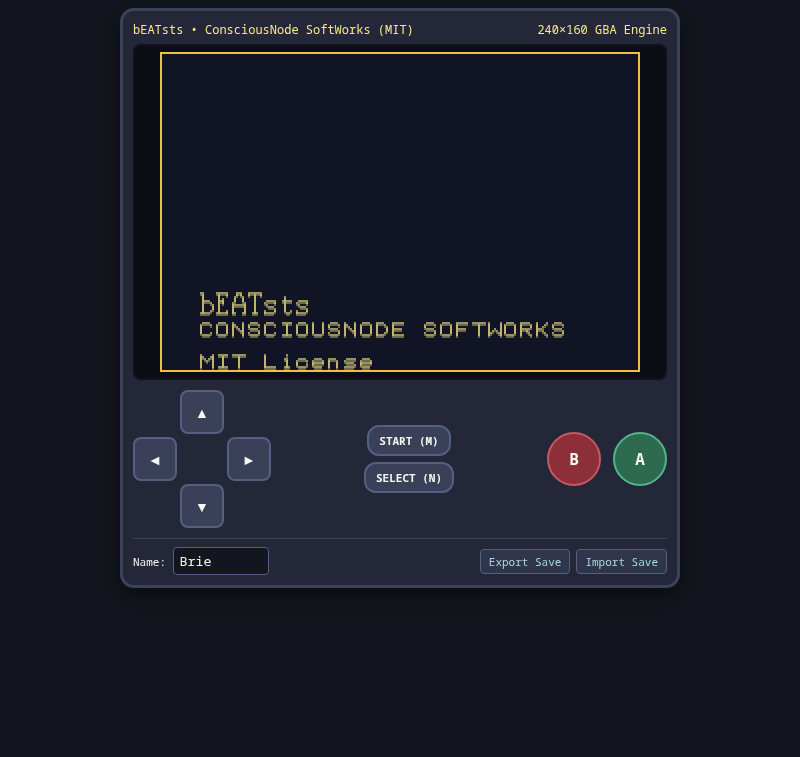 bEATsts • ConsciousNode SoftWorks (MIT) 240×160 GBA Engine
bEATsts
CONSCIOUSNODE SOFTWORKS
MIT License
▲
◄ ►
▼
START (M)
SELECT (N)
B A
Name: Brie Export Save Import Save